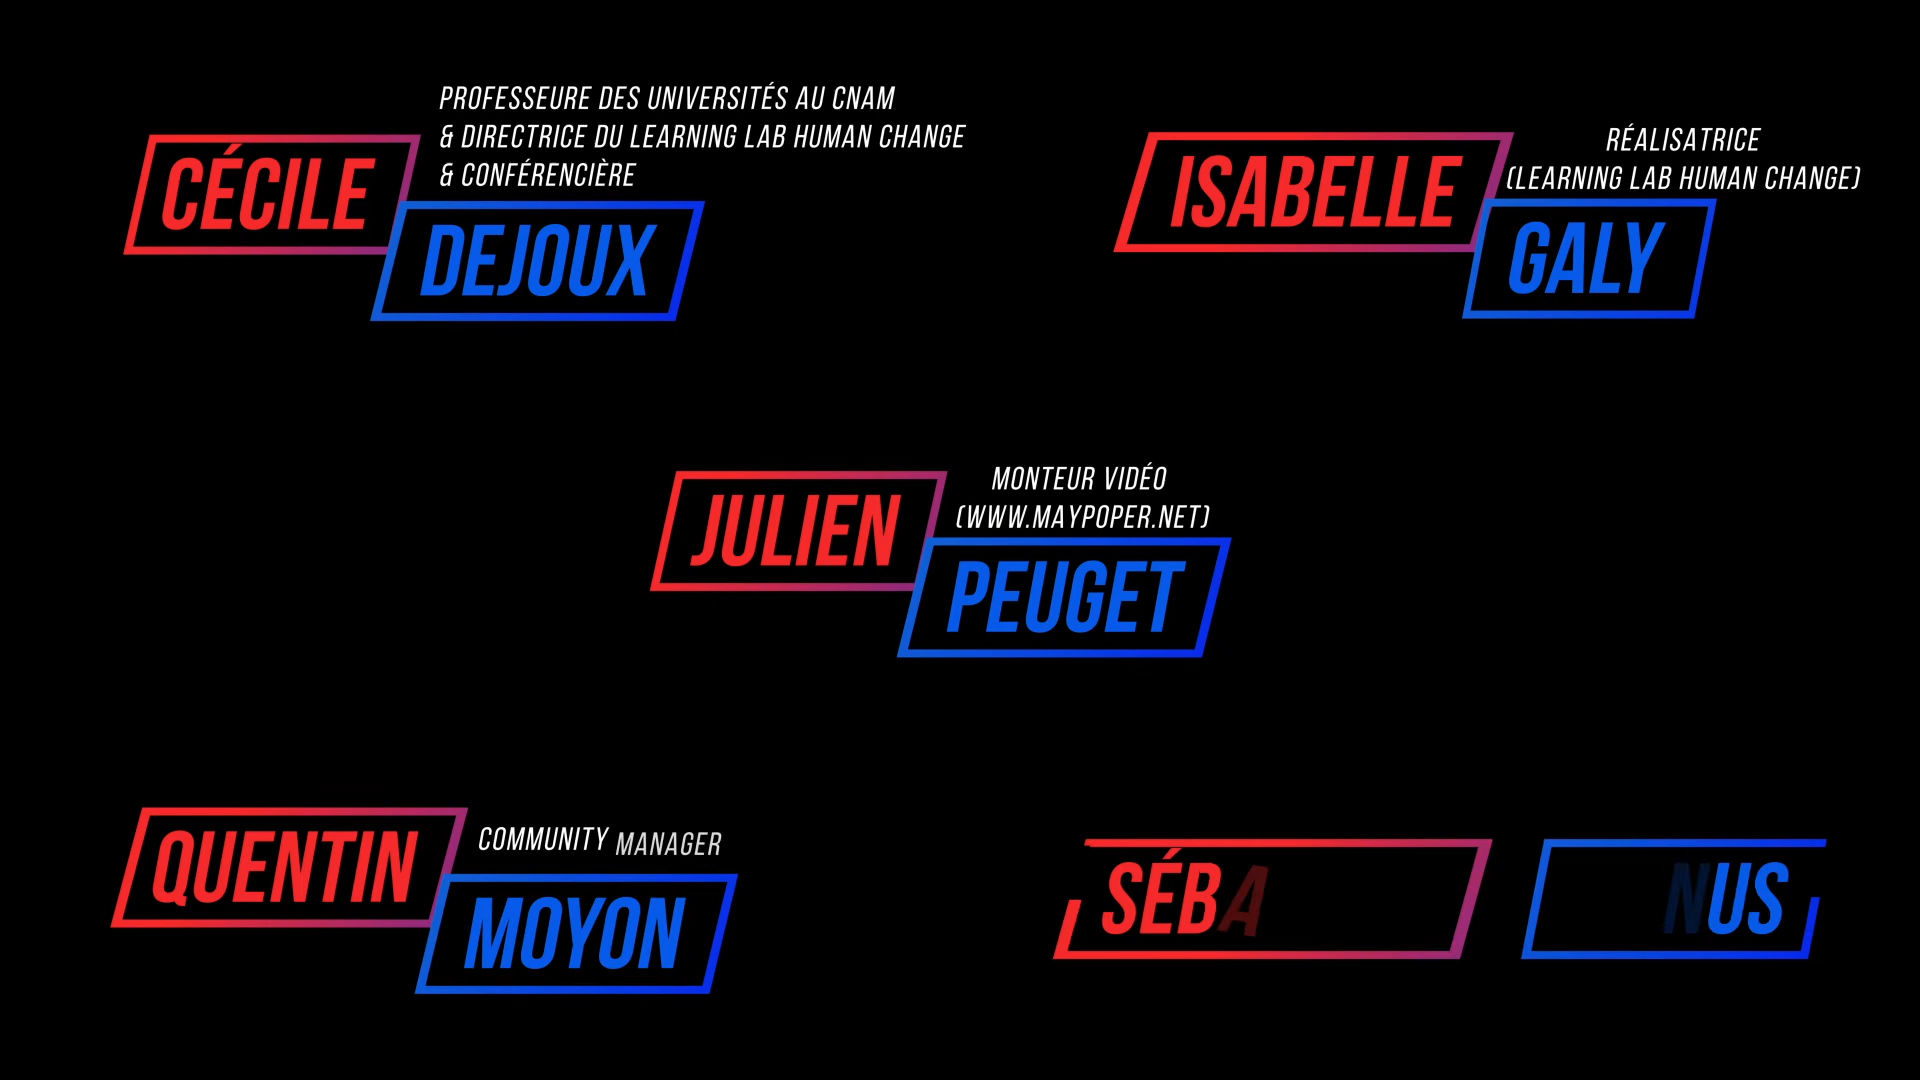 CÉCILE
PROFESSEURE DES UNIVERSITÉS AU CNAM
& DIRECTRICE DU LEARNING LAB HUMAN CHANGE
& CONFÉRENCIÈRE
DEJOUX
ISABELLE
RÉALISATRICE
(LEARNING LAB HUMAN CHANGE)
GALY
JULIEN
MONTEUR VIDÉO
(WWW.MAYPOPER.NET)
PEUGET
QUENTIN
COMMUNITY MANAGER
MOYON
SÉBA
NUS